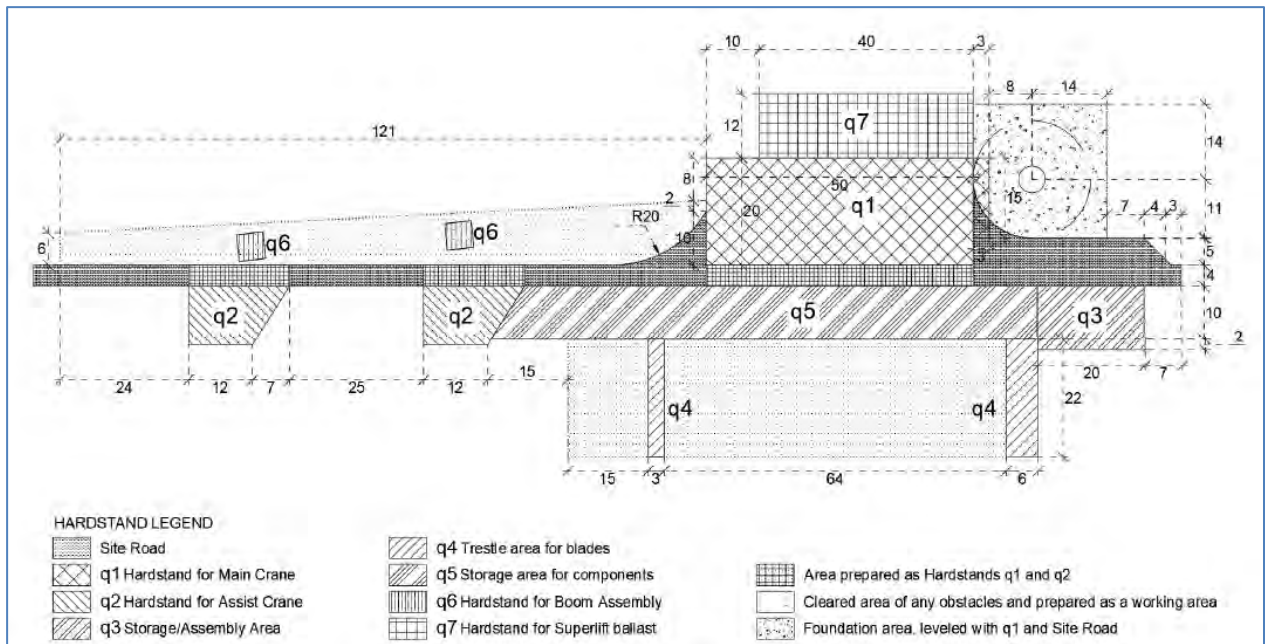 10 40 3
8 14
121
12 q7
14
8 50
2 q1 15
R20 20 7 4 3 11
6 q6 q6 10 5
4
q2 q2 q5 q3 10
2
24 12 7 25 12 15 20 7
q4 q4 22
15 3 64 6
HARDSTAND LEGEND
Site Road
q1 Hardstand for Main Crane
q2 Hardstand for Assist Crane
q3 Storage/Assembly Area
q4 Trestle area for blades
q5 Storage area for components
q6 Hardstand for Boom Assembly
q7 Hardstand for Superlift ballast
Area prepared as Hardstands q1 and q2
Cleared area of any obstacles and prepared as a working area
Foundation area, leveled with q1 and Site Road